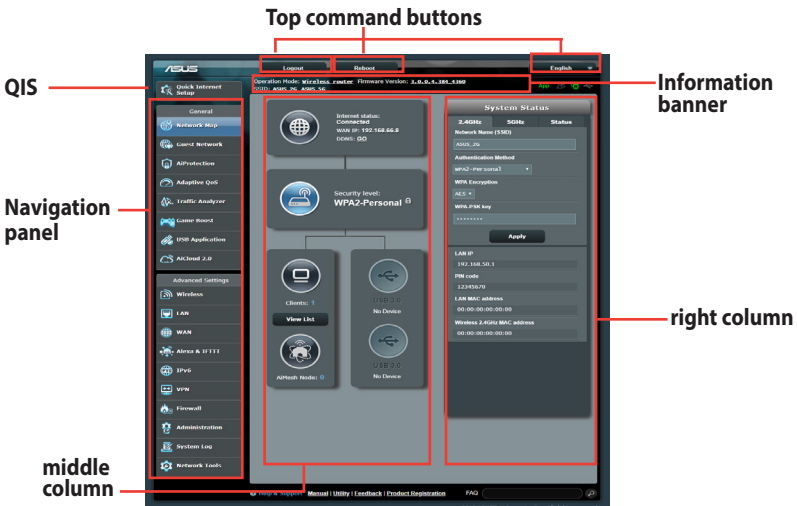 Top command buttons
QIS
Information
banner
Navigation
panel
right column
middle
column
ASUS
Logout
Reboot
English
Quick Internet
Setup
Operation Mode: Wireless router Firmware Version: 3.0.0.4.384_4360
SSID: ASUS_2G ASUS_5G
App
General
Network Map
Guest Network
AiProtection
Adaptive QoS
Traffic Analyzer
Game Boost
USB Application
AiCloud 2.0
Advanced Settings
Wireless
LAN
WAN
Alexa & IFTTT
IPv6
VPN
Firewall
Administration
System Log
Network Tools
Internet status:
Connected
WAN IP: 192.168.66.8
DDNS: GO
Security level:
WPA2-Personal
Clients: 1
View List
AiMesh Node: 0
USB 3.0
No Device
USB 3.0
No Device
System Status
2.4GHz 5GHz Status
Network Name (SSID)
ASUS_2G
Authentication Method
WPA2-Personal
WPA Encryption
AES
WPA-PSK key
••••••••
Apply
LAN IP
192.168.50.1
PIN code
12345670
LAN MAC address
00:00:00:00:00:00
Wireless 2.4GHz MAC address
00:00:00:00:00:00
Help & Support Manual | Utility | Feedback | Product Registration FAQ